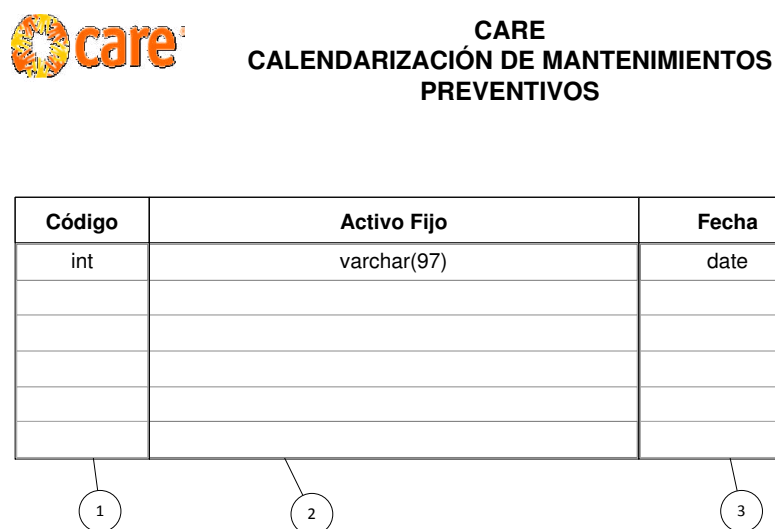 care
CARE
CALENDARIZACIÓN DE MANTENIMIENTOS
PREVENTIVOS
Código Activo Fijo Fecha
int varchar(97) date
1 2 3